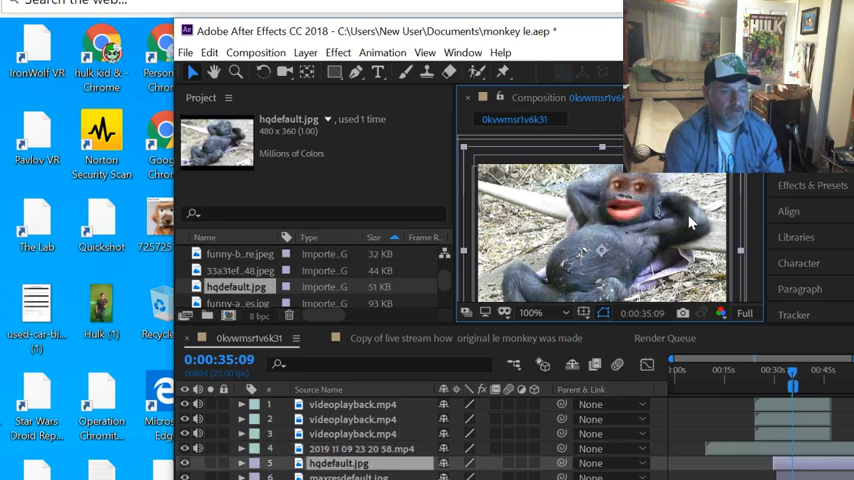 Search the web...
Adobe After Effects CC 2018 - C:\Users\New User\Documents\monkey le.aep *
File Edit Composition Layer Effect Animation View Window Help
IronWolf VR
hulk kid & -
Chrome
Person
Chrom
Pavlov VR
Norton
Security Scan
Goog
Chro
The Lab
Quickshot
725725
used-car-bi...
(1)
Hulk (1)
Recycle
Star Wars
Droid Rep...
Operation
Chromit...
Micros
Edg
Project
hqdefault.jpg , used 1 time
480 x 360 (1.00)
Millions of Colors
Name Type Size Frame R
funny-b...re.jpeg Importe...G 32 KB
33a31ef...48.jpeg Importe...G 44 KB
hqdefault.jpg Importe...G 51 KB
funny-a...es.jpg Importe...G 93 KB
8 bpc
Composition 0kvwmsr1v6k31
0kvwmsr1v6k31
HULK
100% 0:00:35:09 Full
Effects & Presets
Align
Libraries
Character
Paragraph
Tracker
0kvwmsr1v6k31 Copy of live stream how original le monkey was made Render Queue
0:00:35:09
00884 (25.00 fps)
:00s 00:15s 00:30s 00:45s
# Source Name Parent & Link
1 videoplayback.mp4 None
2 videoplayback.mp4 None
3 videoplayback.mp4 None
4 2019 11 09 23 20 58.mp4 None
5 hqdefault.jpg None
6 maxresdefault.jpg None